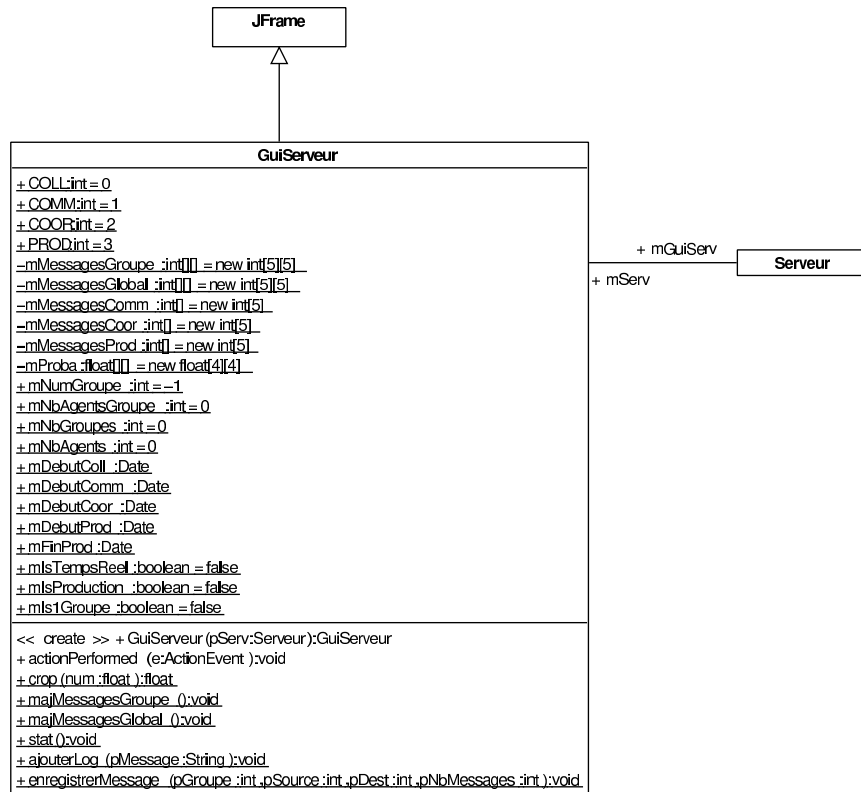 JFrame
GuiServeur
+ COLL:int = 0
+ COMM:int = 1
+ COOR:int = 2
+ PROD:int = 3
−mMessagesGroupe :int[][] = new int[5][5]
−mMessagesGlobal :int[][] = new int[5][5]
−mMessagesComm :int[] = new int[5]
−mMessagesCoor :int[] = new int[5]
−mMessagesProd :int[] = new int[5]
−mProba :float[][] = new float[4][4]
+ mNumGroupe :int = −1
+ mNbAgentsGroupe :int = 0
+ mNbGroupes :int = 0
+ mNbAgents :int = 0
+ mDebutColl :Date
+ mDebutComm :Date
+ mDebutCoor :Date
+ mDebutProd :Date
+ mFinProd :Date
+ mIsTempsReel :boolean = false
+ mIsProduction :boolean = false
+ mIs1Groupe :boolean = false
<< create >> + GuiServeur (pServ:Serveur):GuiServeur
+ actionPerformed (e:ActionEvent ):void
+ crop (num :float ):float
+ majMessagesGroupe ():void
+ majMessagesGlobal ():void
+ stat ():void
+ ajouterLog (pMessage :String ):void
+ enregistrerMessage (pGroupe :int ,pSource :int ,pDest :int ,pNbMessages :int ):void
+ mGuiServ
+ mServ
Serveur